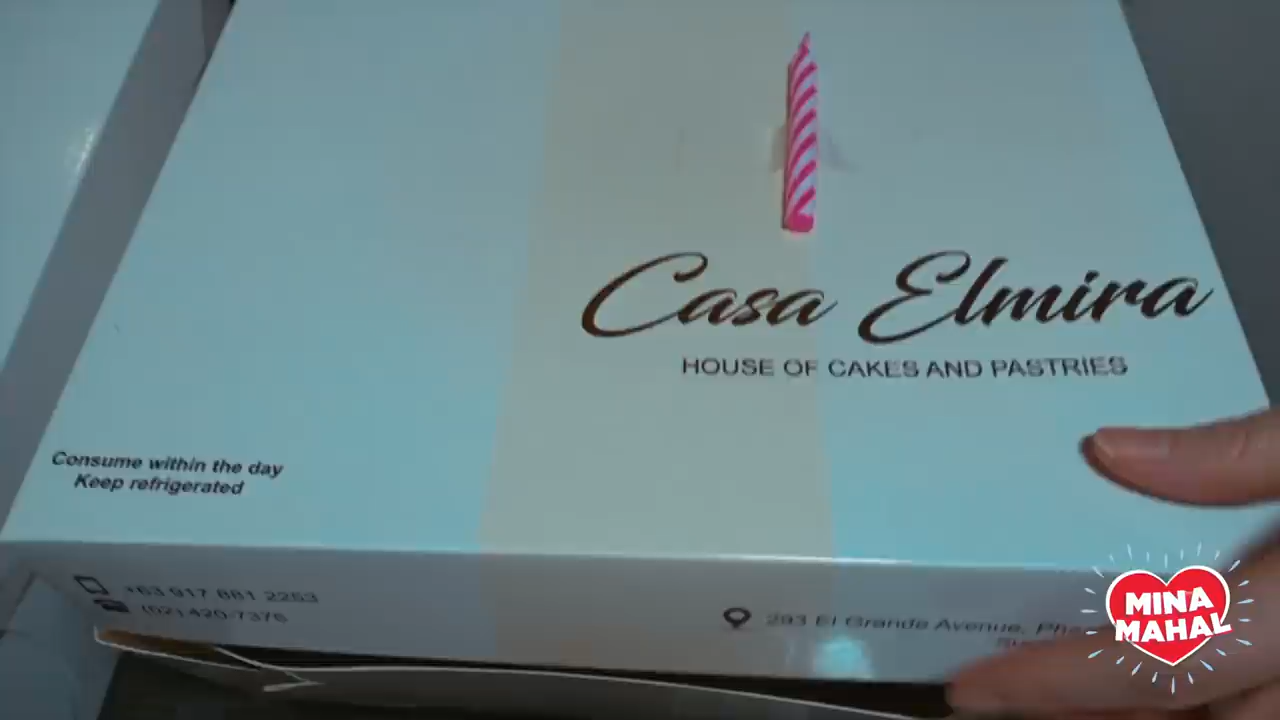 Casa Elmira
HOUSE OF CAKES AND PASTRIES
Consume within the day
Keep refrigerated
+63 917 881 2253
(02) 420-7376
293 El Grande Avenue,
MINA
MAHAL